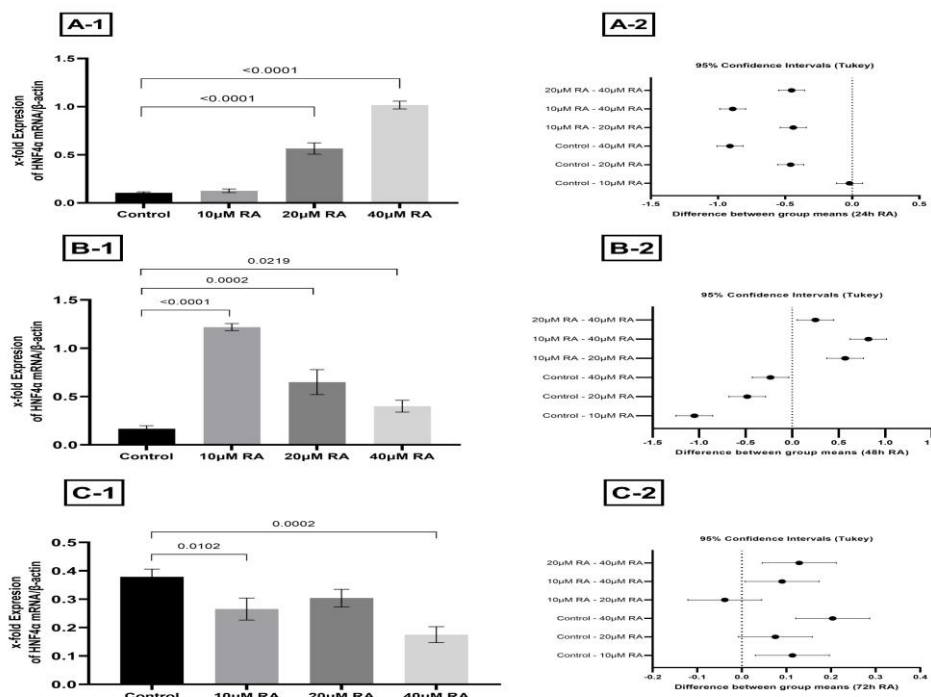 A-1
<0.0001
<0.0001
x-fold Expresion
of HNF4α mRNA/β-actin
1.5
1.0
0.5
0.0
Control 10μM RA 20μM RA 40μM RA
A-2
95% Confidence Intervals (Tukey)
20μM RA - 40μM RA
10μM RA - 40μM RA
10μM RA - 20μM RA
Control - 40μM RA
Control - 20μM RA
Control - 10μM RA
-1.5 -1.0 -0.5 0.0 0.5
Difference between group means (24h RA)
B-1
0.0219
0.0002
<0.0001
x-fold Expresion
of HNF4α mRNA/β-actin
1.5
1.0
0.5
0.0
Control 10μM RA 20μM RA 40μM RA
B-2
95% Confidence Intervals (Tukey)
20μM RA - 40μM RA
10μM RA - 40μM RA
10μM RA - 20μM RA
Control - 40μM RA
Control - 20μM RA
Control - 10μM RA
-1.5 -1.0 -0.5 0.0 0.5 1.0
Difference between group means (48h RA)
C-1
0.0002
0.0102
x-fold Expresion
of HNF4α mRNA/β-actin
0.5
0.4
0.3
0.2
0.1
0.0
Control 10μM RA 20μM RA 40μM RA
C-2
95% Confidence Intervals (Tukey)
20μM RA - 40μM RA
10μM RA - 40μM RA
10μM RA - 20μM RA
Control - 40μM RA
Control - 20μM RA
Control - 10μM RA
-0.2 -0.1 0.0 0.1 0.2 0.3 0.4
Difference between group means (72h RA)